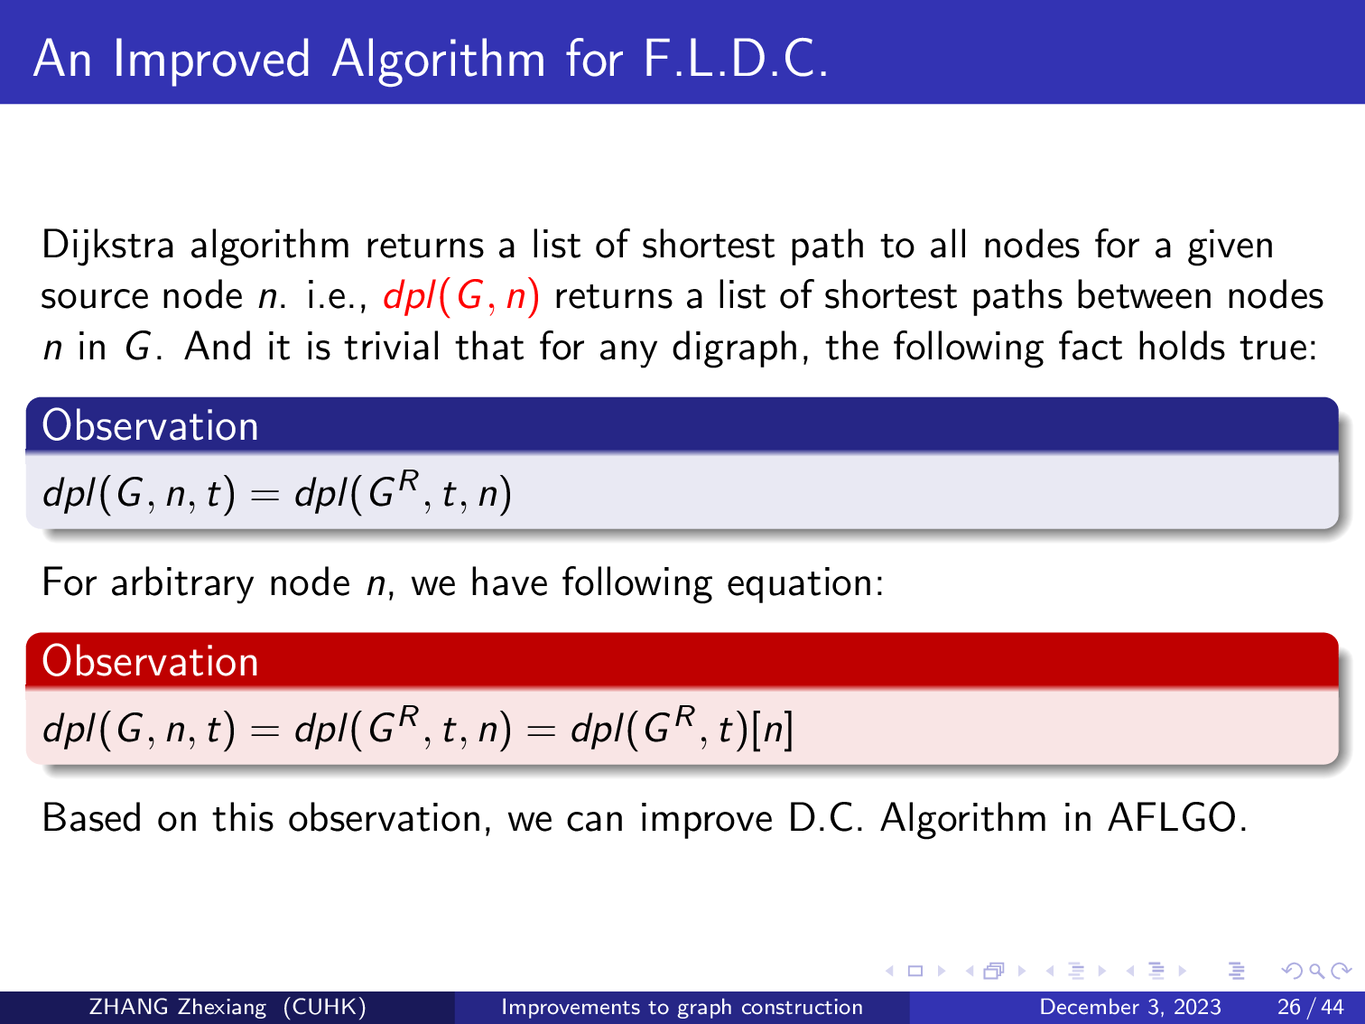 An Improved Algorithm for F.L.D.C.
Dijkstra algorithm returns a list of shortest path to all nodes for a given
source node n. i.e., dpl(G, n) returns a list of shortest paths between nodes
n in G. And it is trivial that for any digraph, the following fact holds true:
Observation
dpl(G, n, t) = dpl(G^R, t, n)
For arbitrary node n, we have following equation:
Observation
dpl(G, n, t) = dpl(G^R, t, n) = dpl(G^R, t)[n]
Based on this observation, we can improve D.C. Algorithm in AFLGO.
ZHANG Zhexiang (CUHK)
Improvements to graph construction
December 3, 2023
26 / 44